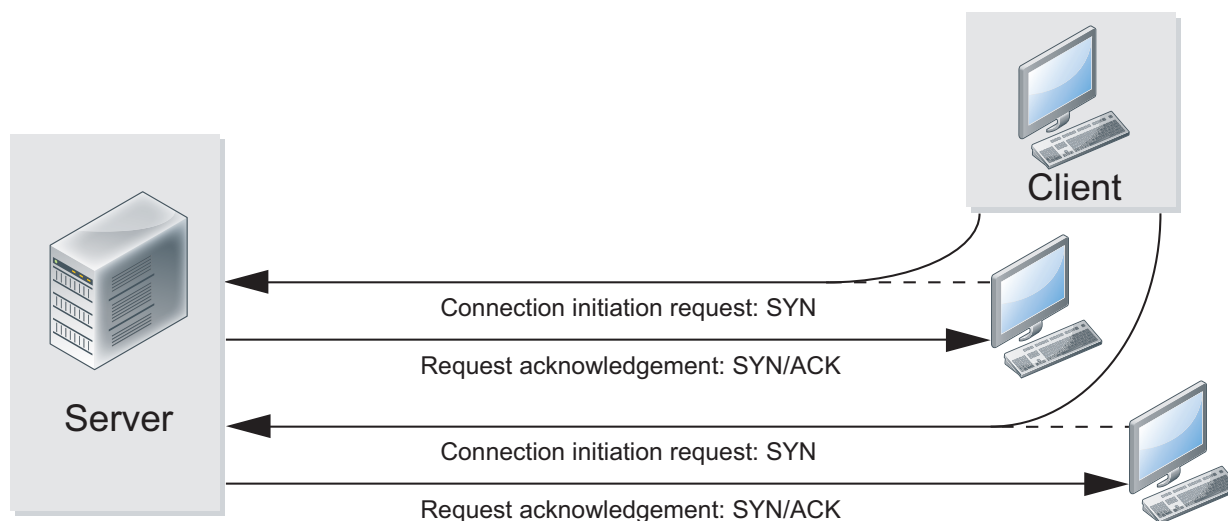 Client
Connection initiation request: SYN
Request acknowledgement: SYN/ACK
Server
Connection initiation request: SYN
Request acknowledgement: SYN/ACK